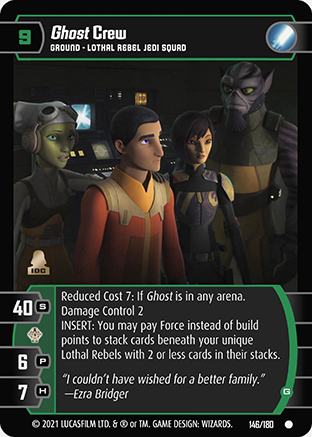 9
Ghost Crew
GROUND - LOTHAL REBEL JEDI SQUAD
IDC
40 S
Reduced Cost 7: If Ghost is in any arena.
Damage Control 2
INSERT: You may pay Force instead of build
points to stack cards beneath your unique
Lothal Rebels with 2 or less cards in their stacks.
6 P
7 H
“I couldn’t have wished for a better family.”
—Ezra Bridger
G
© 2021 LUCASFILM LTD. & ® OR TM. GAME DESIGN: WIZARDS. 146/180